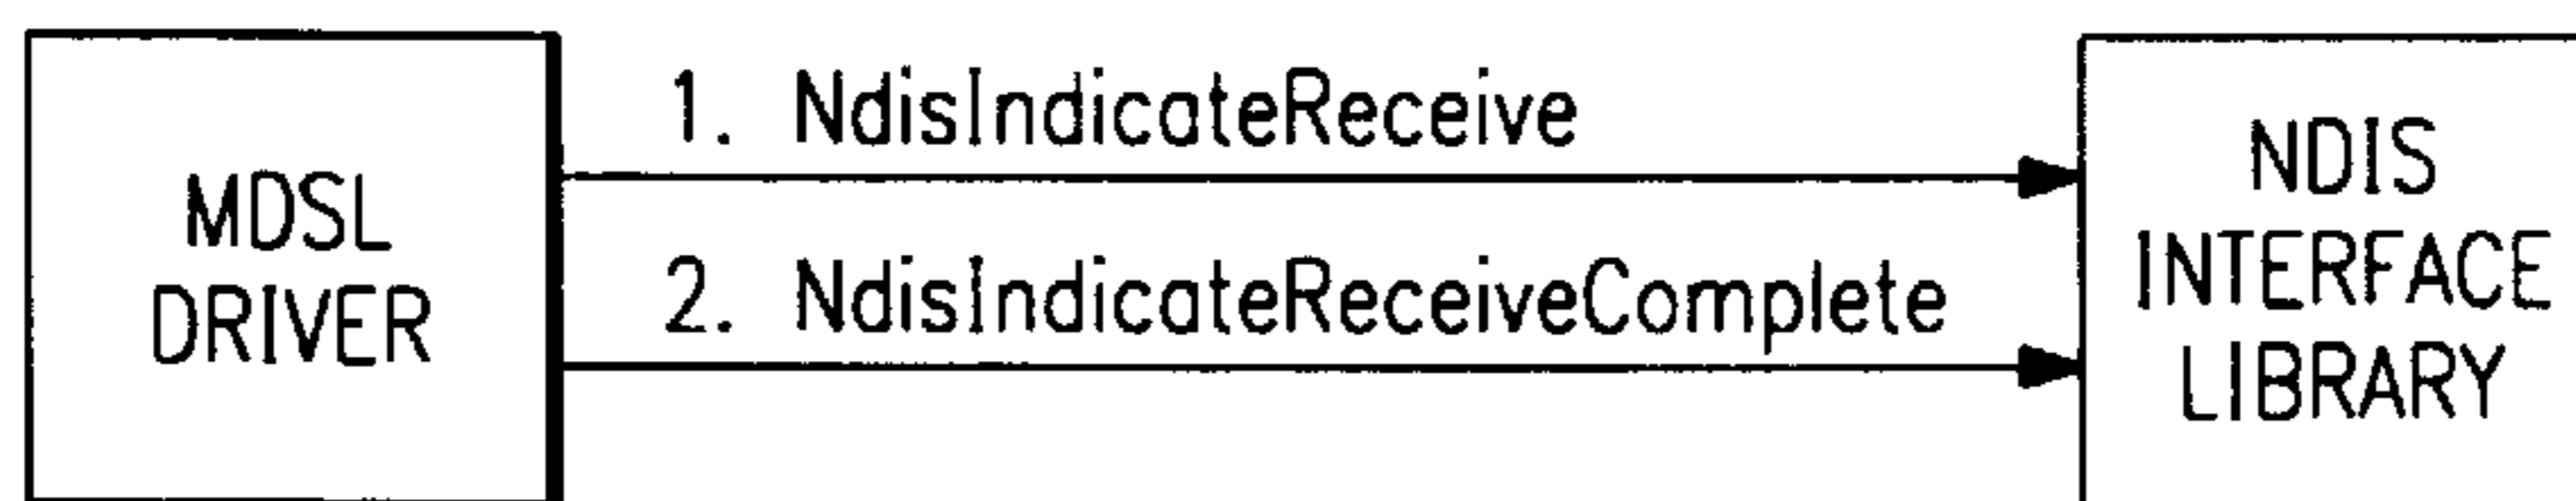 MDSL
DRIVER
1. NdisIndicateReceive
2. NdisIndicateReceiveComplete
NDIS
INTERFACE
LIBRARY